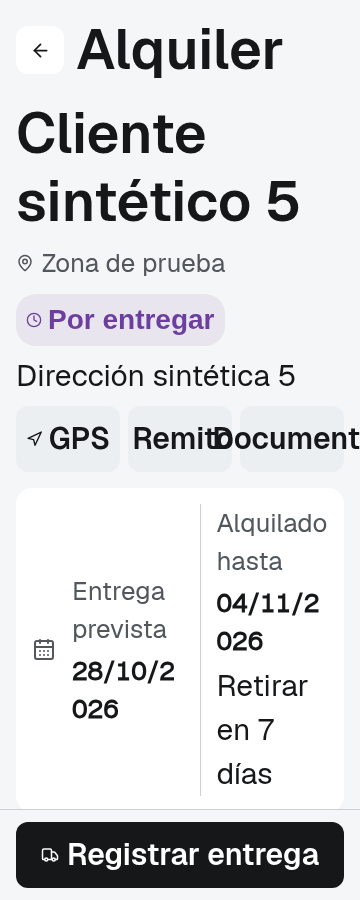 Alquiler
Cliente
sintético 5
Zona de prueba
Por entregar
Dirección sintética 5
GPS
Remito
Document
Entrega
prevista
28/10/2
026
Alquilado
hasta
04/11/2
026
Retirar
en 7
días
Registrar entrega